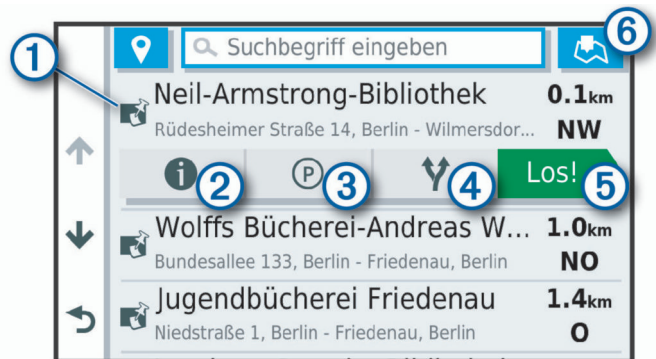 1
6
Suchbegriff eingeben
Neil-Armstrong-Bibliothek 0.1km
Rüdesheimer Straße 14, Berlin - Wilmersdor... NW
i 2 P 3 4 Los! 5
Wolffs Bücherei-Andreas W... 1.0km
Bundesallee 133, Berlin - Friedenau, Berlin NO
Jugendbücherei Friedenau 1.4km
Niedstraße 1, Berlin - Friedenau, Berlin O